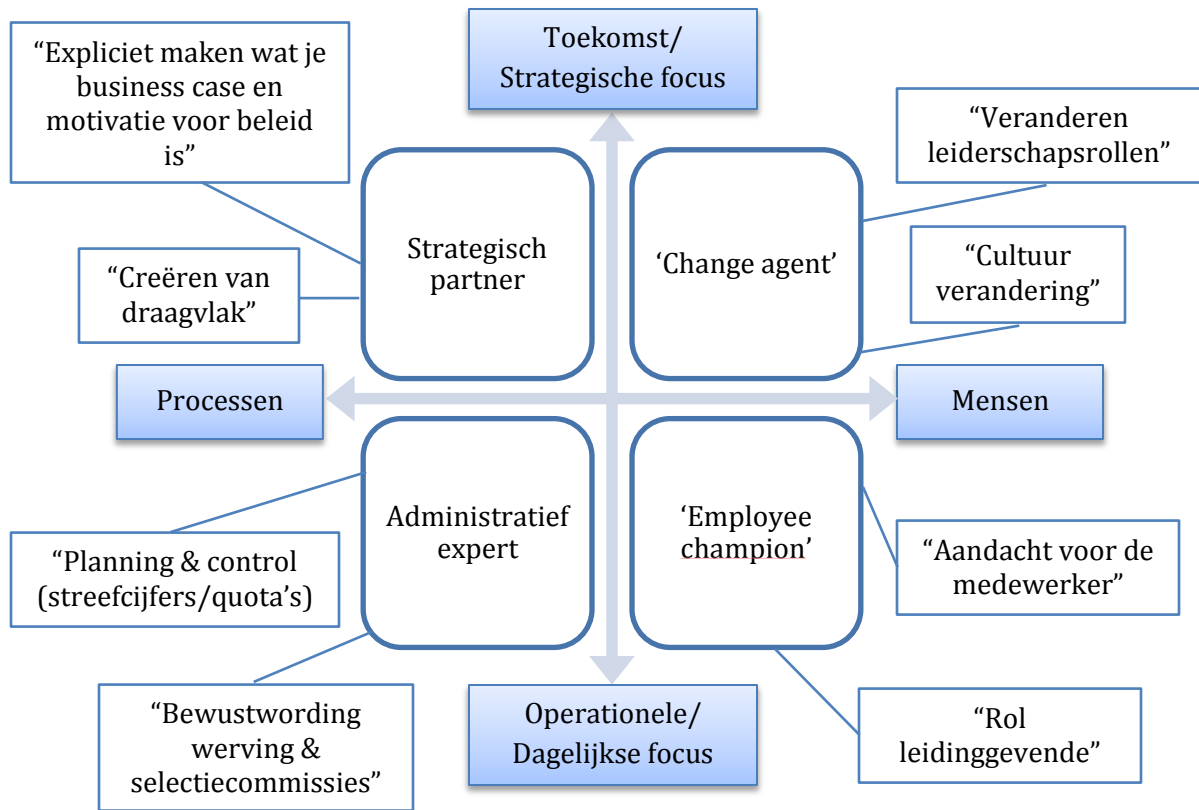 Toekomst/
Strategische focus
“Expliciet maken wat je
business case en
motivatie voor beleid
is”
“Veranderen
leiderschapsrollen”
Strategisch
partner
‘Change agent’
“Creëren van
draagvlak”
“Cultuur
verandering”
Processen
Mensen
Administratief
expert
‘Employee
champion’
“Planning & control
(streefcijfers/quota’s)
“Aandacht voor de
medewerker”
“Bewustwording
werving &
selectiecommissies”
Operationele/
Dagelijkse focus
“Rol
leidinggevende”